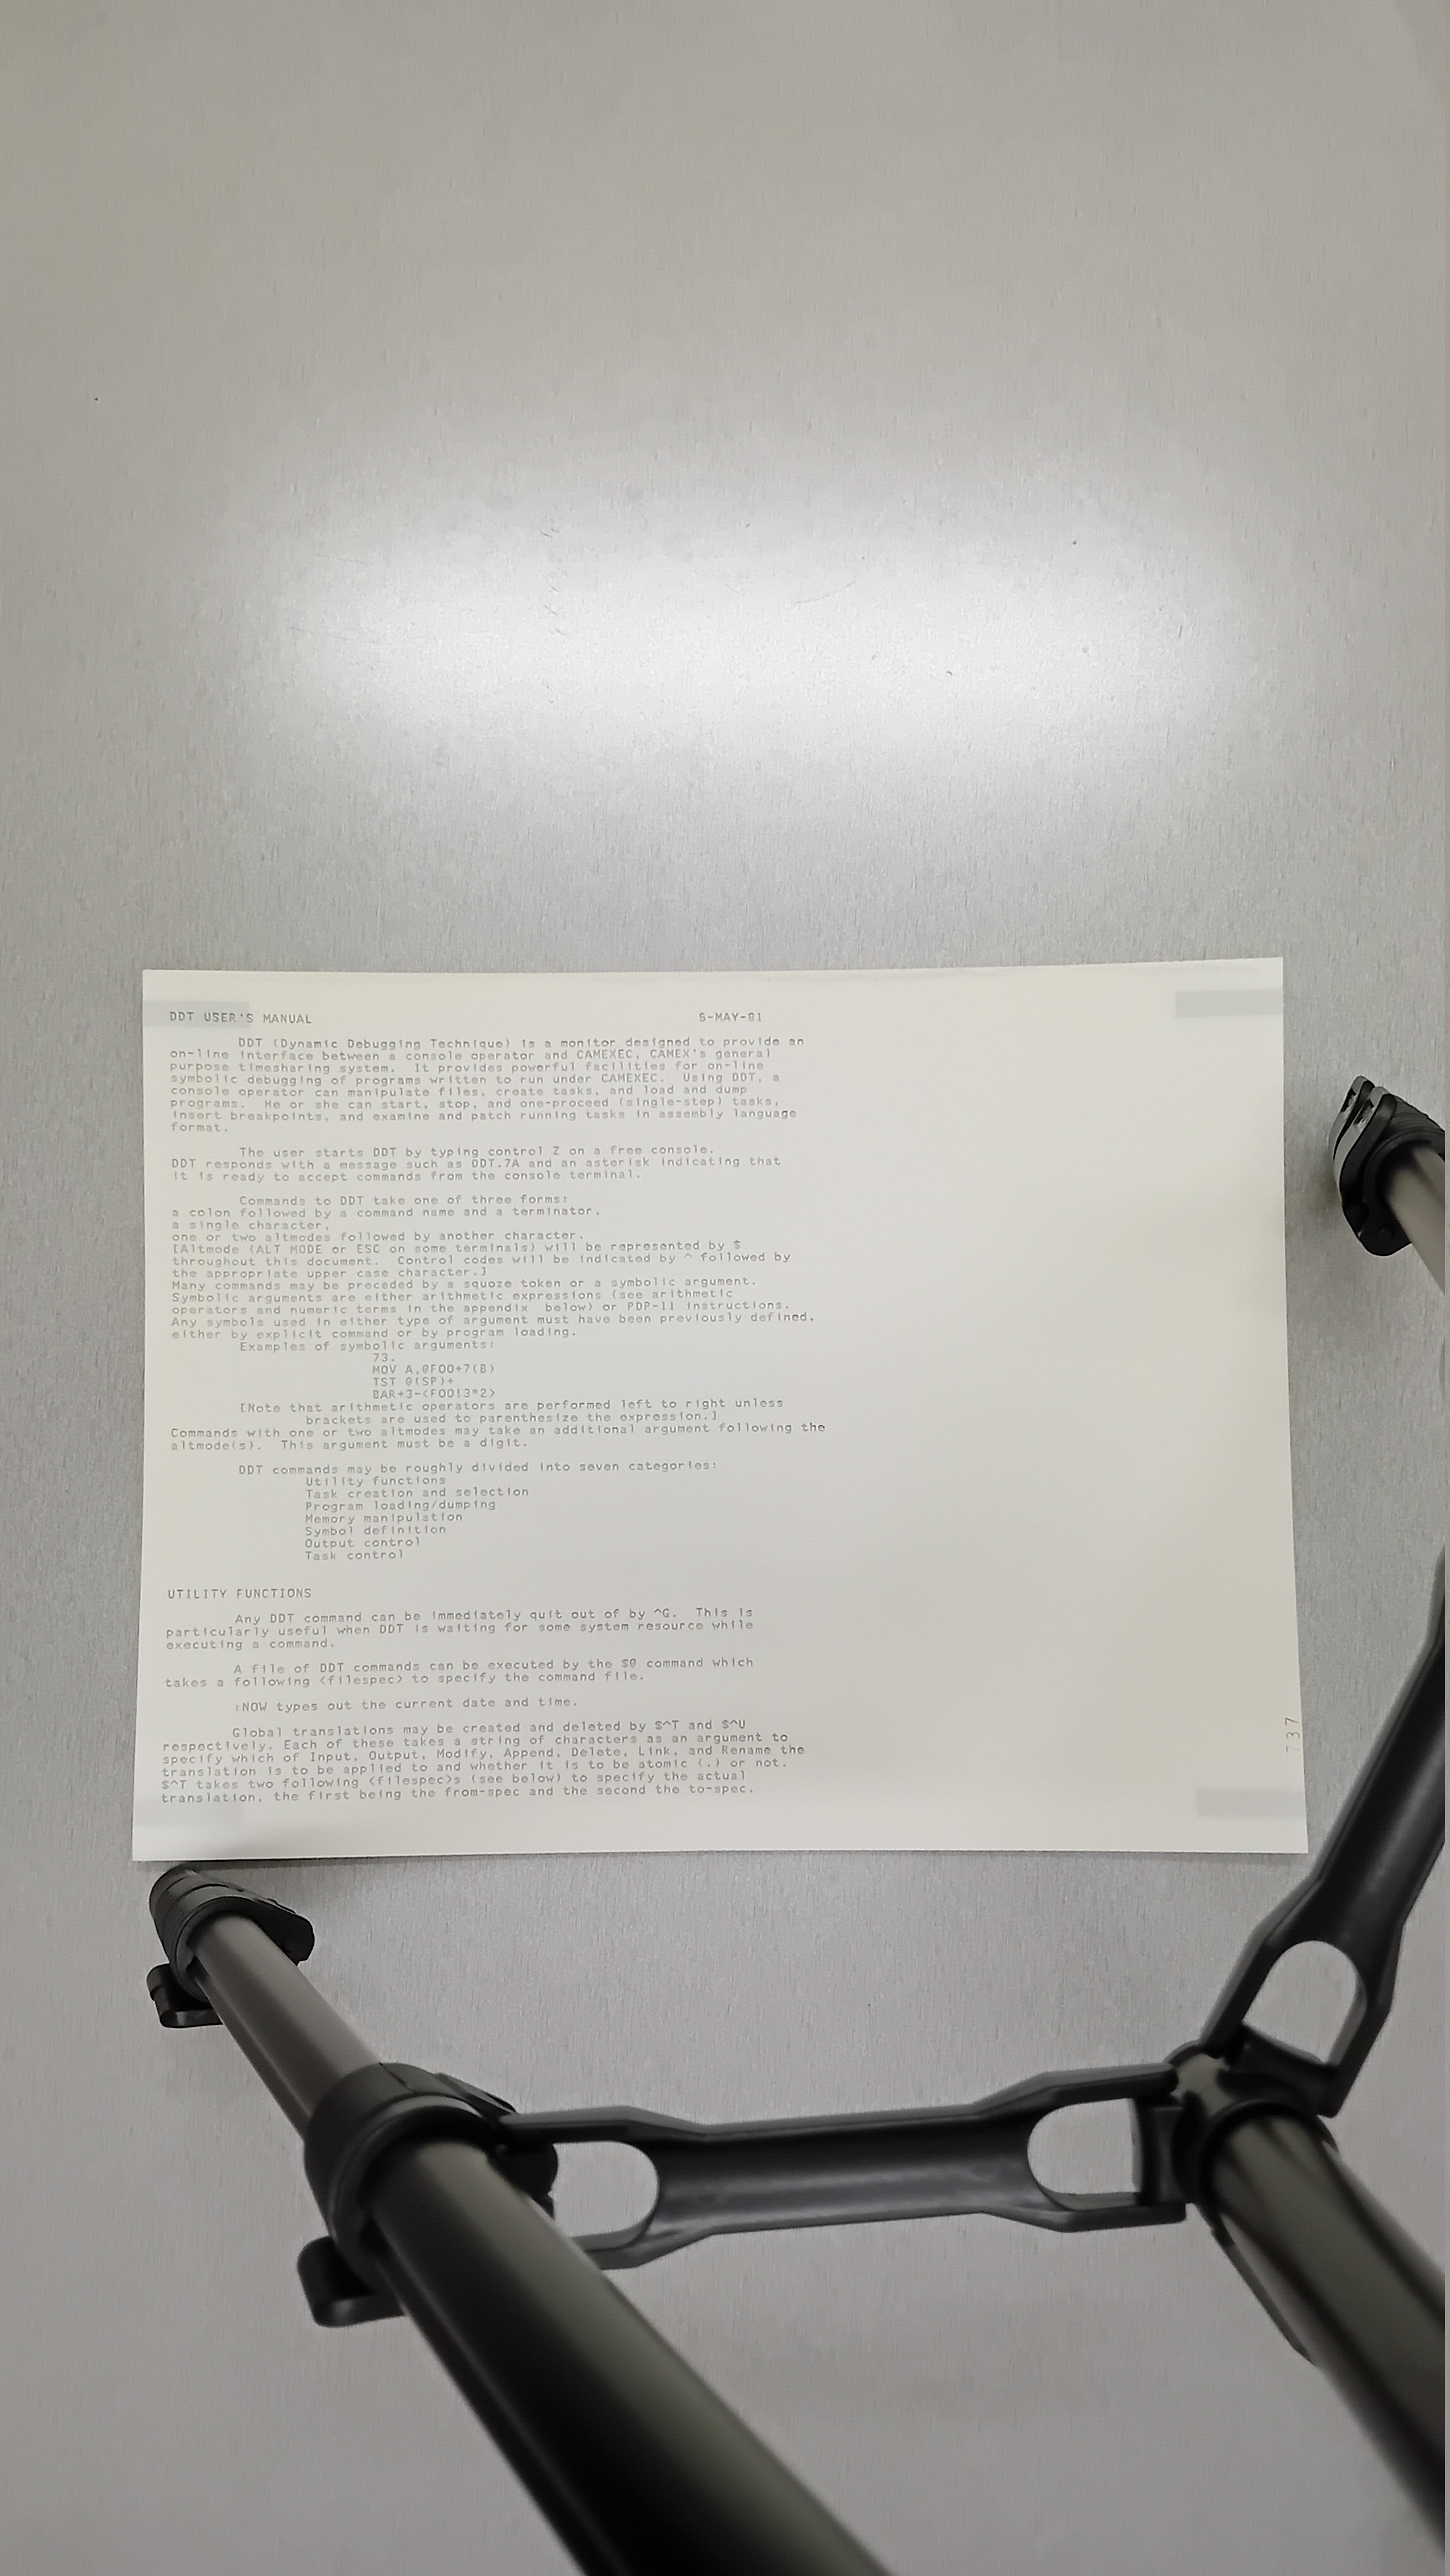 DDT USER'S MANUAL 5-MAY-81
DDT (Dynamic Debugging Technique) is a monitor designed to provide an
on-line interface between a console operator and CAMEXEC, CAMEX's general
purpose timesharing system.  It provides powerful facilities for on-line
symbolic debugging of programs written to run under CAMEXEC.  Using DDT, a
console operator can manipulate files, create tasks, and load and dump
programs.  He or she can start, stop, and one-proceed (single-step) tasks,
insert breakpoints, and examine and patch running tasks in assembly language
format.
The user starts DDT by typing control Z on a free console.
DDT responds with a message such as DDT.7A and an asterisk indicating that
it is ready to accept commands from the console terminal.
Commands to DDT take one of three forms:
a colon followed by a command name and a terminator,
a single character,
one or two altmodes followed by another character.
[Altmode (ALT MODE or ESC on some terminals) will be represented by $
throughout this document.  Control codes will be indicated by ^ followed by
the appropriate upper case character.]
Many commands may be preceded by a squoze token or a symbolic argument.
Symbolic arguments are either arithmetic expressions (see arithmetic
operators and numeric terms in the appendix  below) or PDP-11 instructions.
Any symbols used in either type of argument must have been previously defined,
either by explicit command or by program loading.
Examples of symbolic arguments:
73.
MOV A,@FOO+7(B)
TST @(SP)+
BAR+3-<FOO!3*2>
[Note that arithmetic operators are performed left to right unless
brackets are used to parenthesize the expression.]
Commands with one or two altmodes may take an additional argument following the
altmode(s).  This argument must be a digit.
DDT commands may be roughly divided into seven categories:
Utility functions
Task creation and selection
Program loading/dumping
Memory manipulation
Symbol definition
Output control
Task control
UTILITY FUNCTIONS
Any DDT command can be immediately quit out of by ^G.  This is
particularly useful when DDT is waiting for some system resource while
executing a command.
A file of DDT commands can be executed by the $@ command which
takes a following <filespec> to specify the command file.
:NOW types out the current date and time.
Global translations may be created and deleted by $^T and $^U
respectively. Each of these takes a string of characters as an argument to
specify which of Input, Output, Modify, Append, Delete, Link, and Rename the
translation is to be applied to and whether it is to be atomic (.) or not.
$^T takes two following <filespec>s (see below) to specify the actual
translation, the first being the from-spec and the second the to-spec.